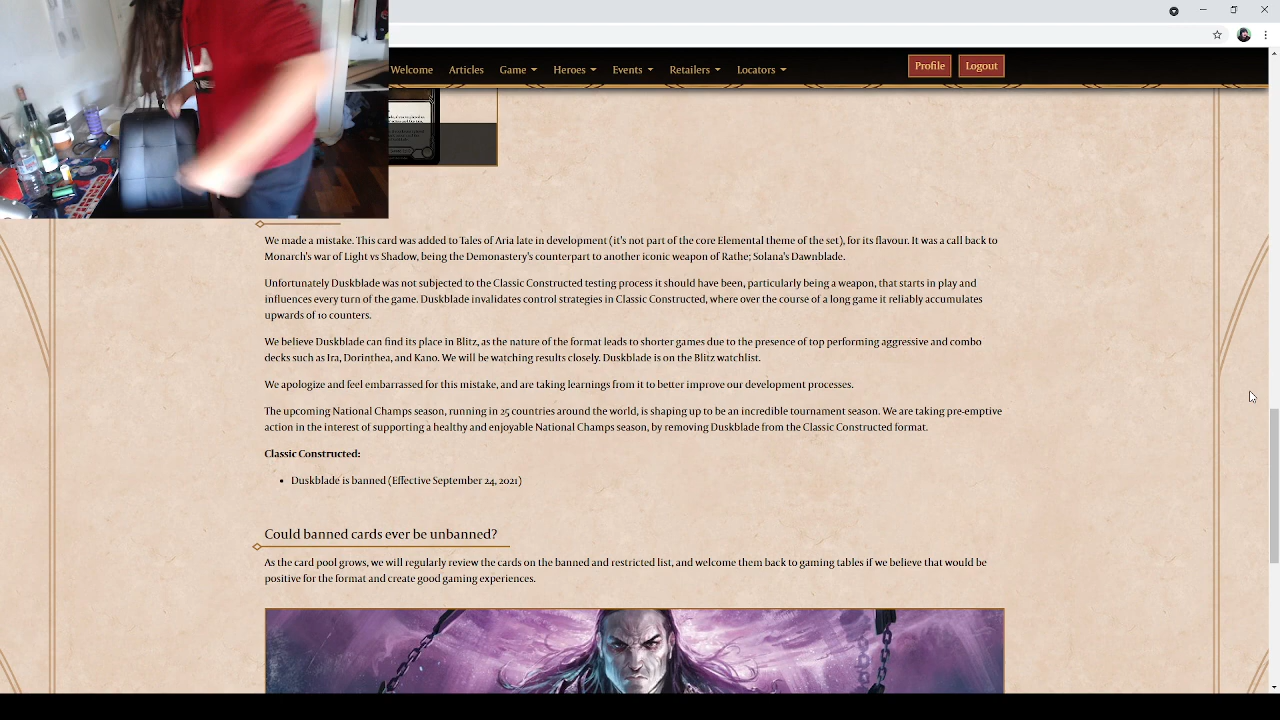 Welcome Articles Game Heroes Events Retailers Locators Profile Logout
We made a mistake. This card was added to Tales of Aria late in development (it's not part of the core Elemental theme of the set), for its flavour. It was a call back to
Monarch's war of Light vs Shadow, being the Demonastery's counterpart to another iconic weapon of Rathe; Solana's Dawnblade.
Unfortunately Duskblade was not subjected to the Classic Constructed testing process it should have been, particularly being a weapon, that starts in play and
influences every turn of the game. Duskblade invalidates control strategies in Classic Constructed, where over the course of a long game it reliably accumulates
upwards of 10 counters.
We believe Duskblade can find its place in Blitz, as the nature of the format leads to shorter games due to the presence of top performing aggressive and combo
decks such as Ira, Dorinthea, and Kano. We will be watching results closely. Duskblade is on the Blitz watchlist.
We apologize and feel embarrassed for this mistake, and are taking learnings from it to better improve our development processes.
The upcoming National Champs season, running in 25 countries around the world, is shaping up to be an incredible tournament season. We are taking pre-emptive
action in the interest of supporting a healthy and enjoyable National Champs season, by removing Duskblade from the Classic Constructed format.
Classic Constructed:
• Duskblade is banned (Effective September 24, 2021)
Could banned cards ever be unbanned?
As the card pool grows, we will regularly review the cards on the banned and restricted list, and welcome them back to gaming tables if we believe that would be
positive for the format and create good gaming experiences.